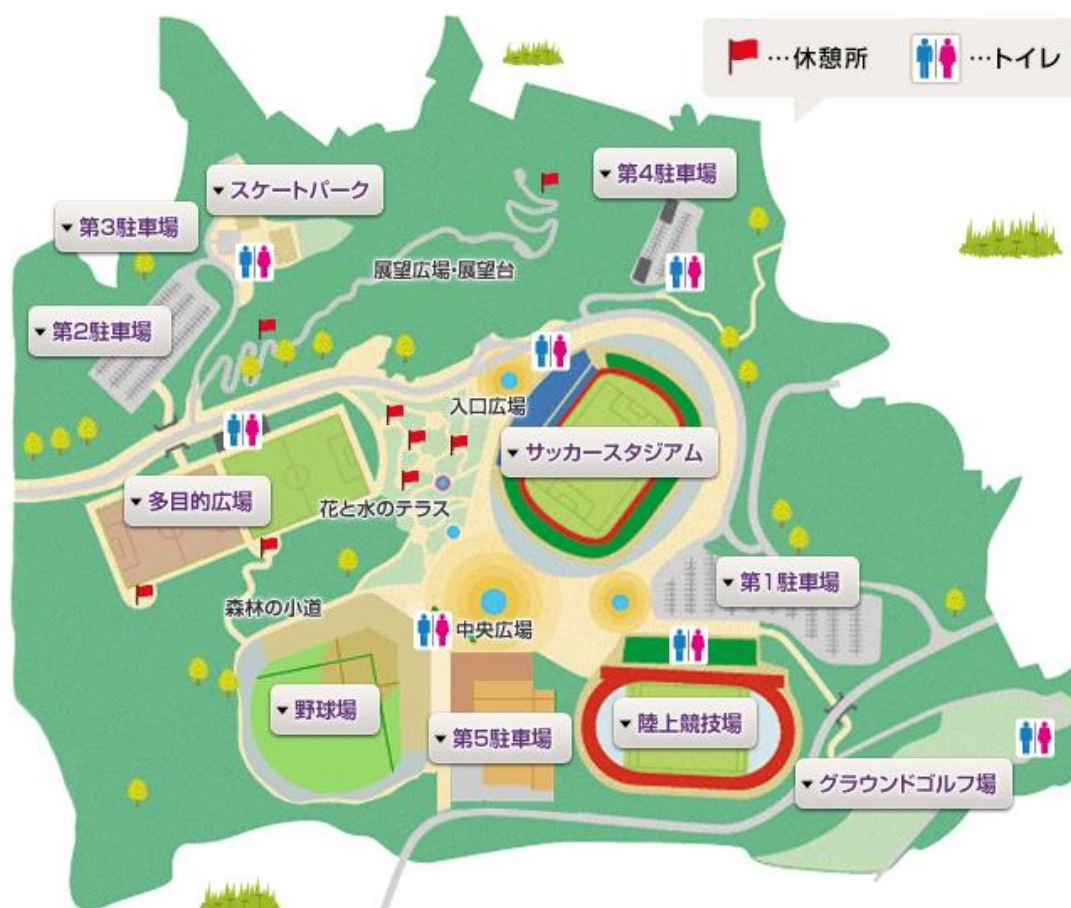 …休憩所
…トイレ
スケートパーク
第4駐車場
第3駐車場
展望広場・展望台
第2駐車場
入口広場
サッカースタジアム
多目的広場
花と水のテラス
第1駐車場
森林の小道
中央広場
野球場
第5駐車場
陸上競技場
グラウンドゴルフ場